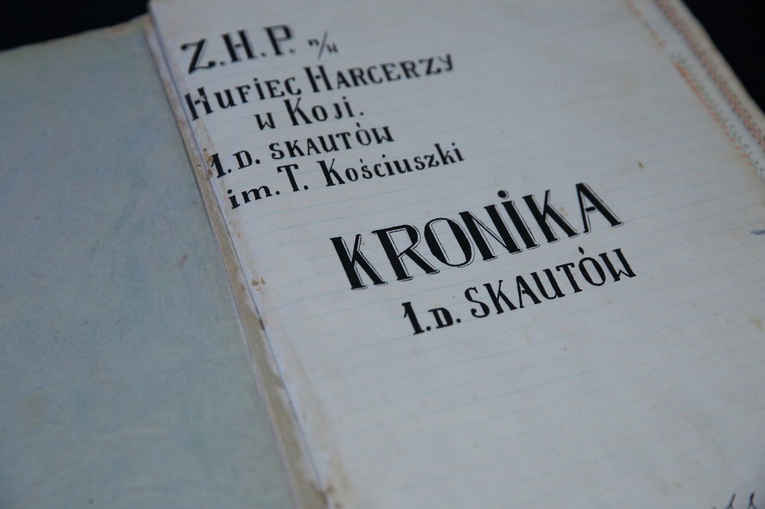 Z.H.P. n/W
Hufiec Harcerzy
w Koji.
1.D. SKAUTÓW
im. T. Kościuszki
KRONIKA
1.D. SKAUTÓW